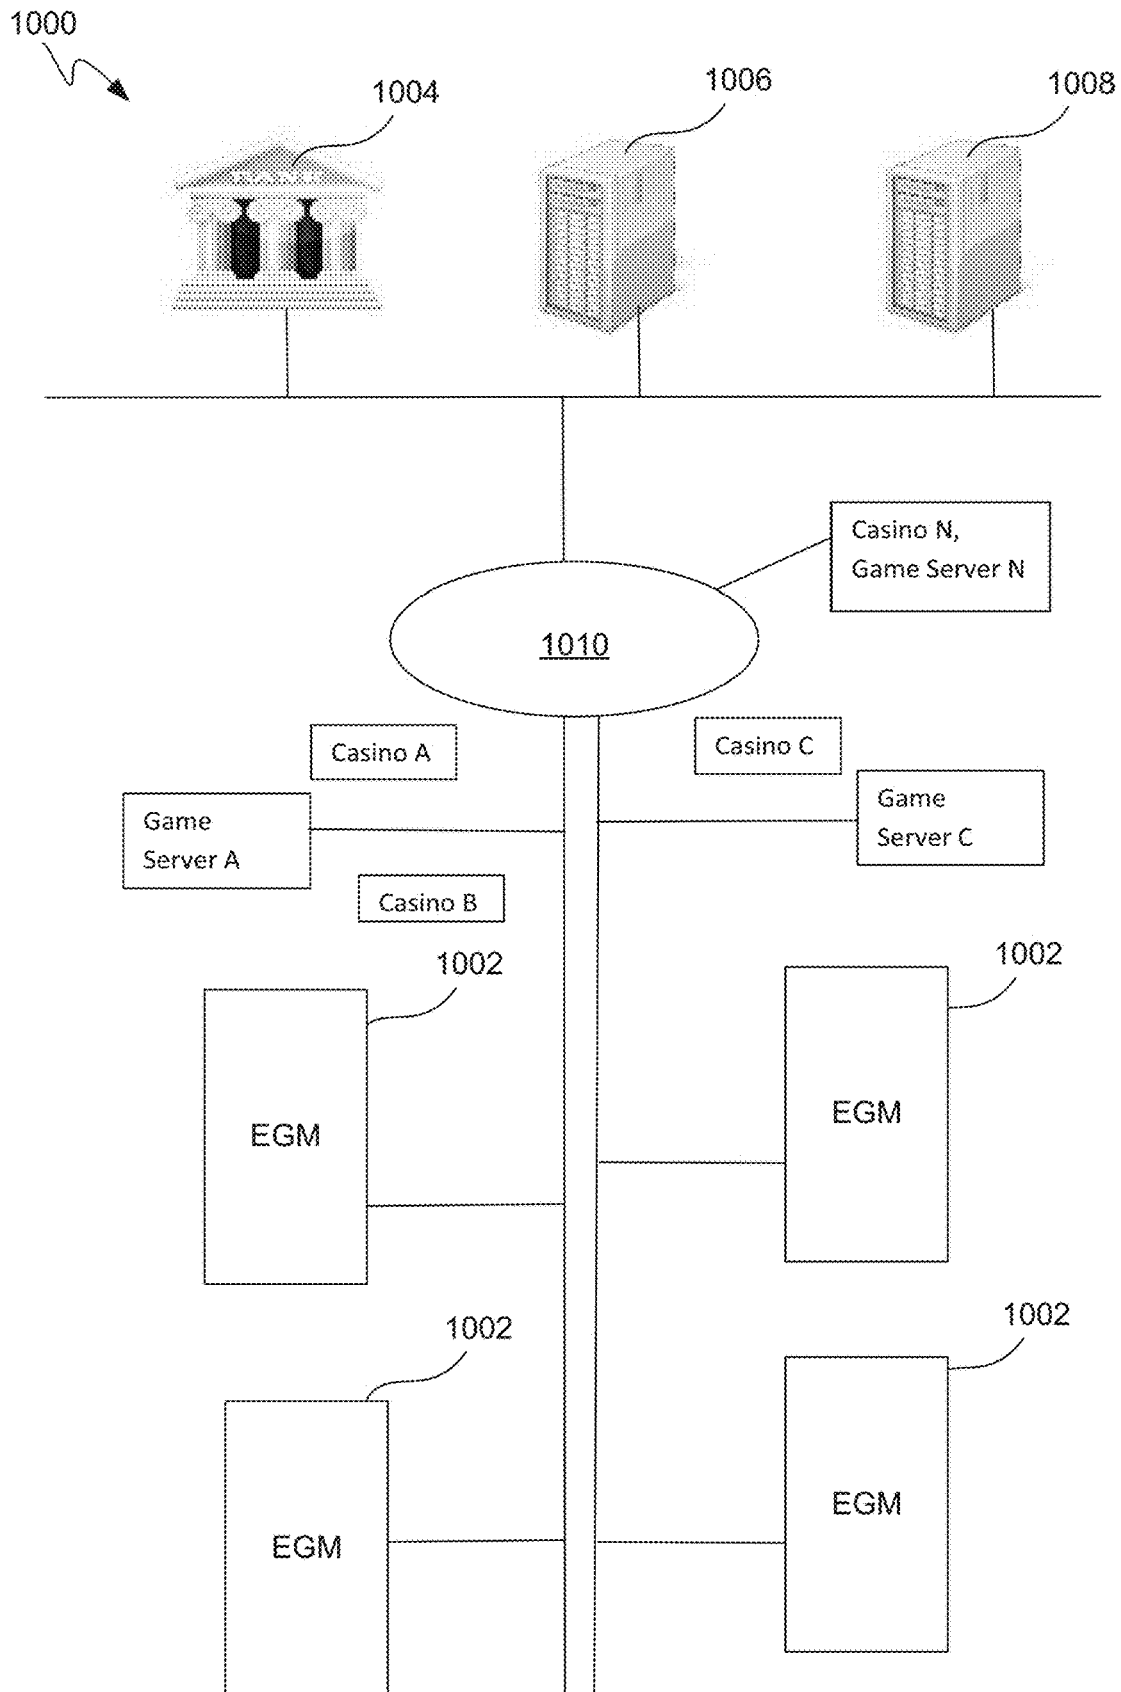 1000
1004
1006
1008
Casino N,
Game Server N
1010
Casino A
Casino C
Game
Server A
Game
Server C
Casino B
1002
1002
EGM
EGM
1002
1002
EGM
EGM